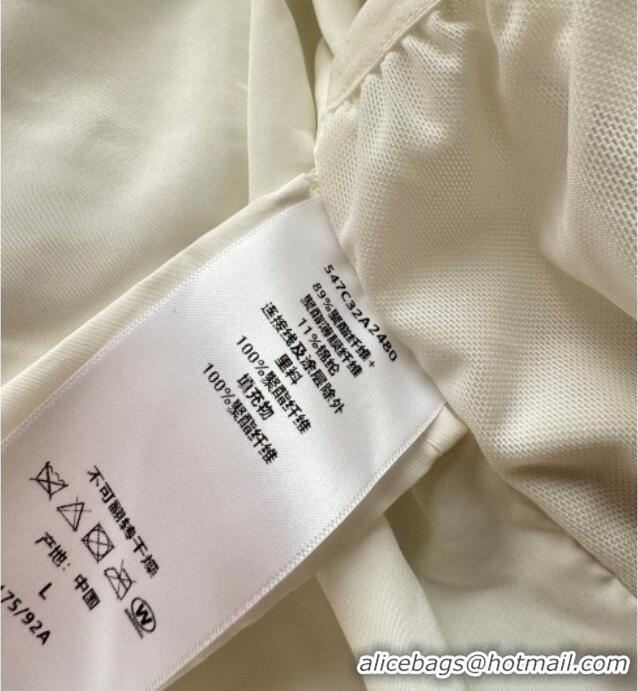 547C32A2480
89%聚酯纤维+
聚酯薄膜纤维
11%锦纶
连接线及涂层除外
里料
100%聚酯纤维
填充物
100%聚酯纤维
不可翻转干燥
W
产地: 中国
L
175/92A
alicebags@hotmail.com